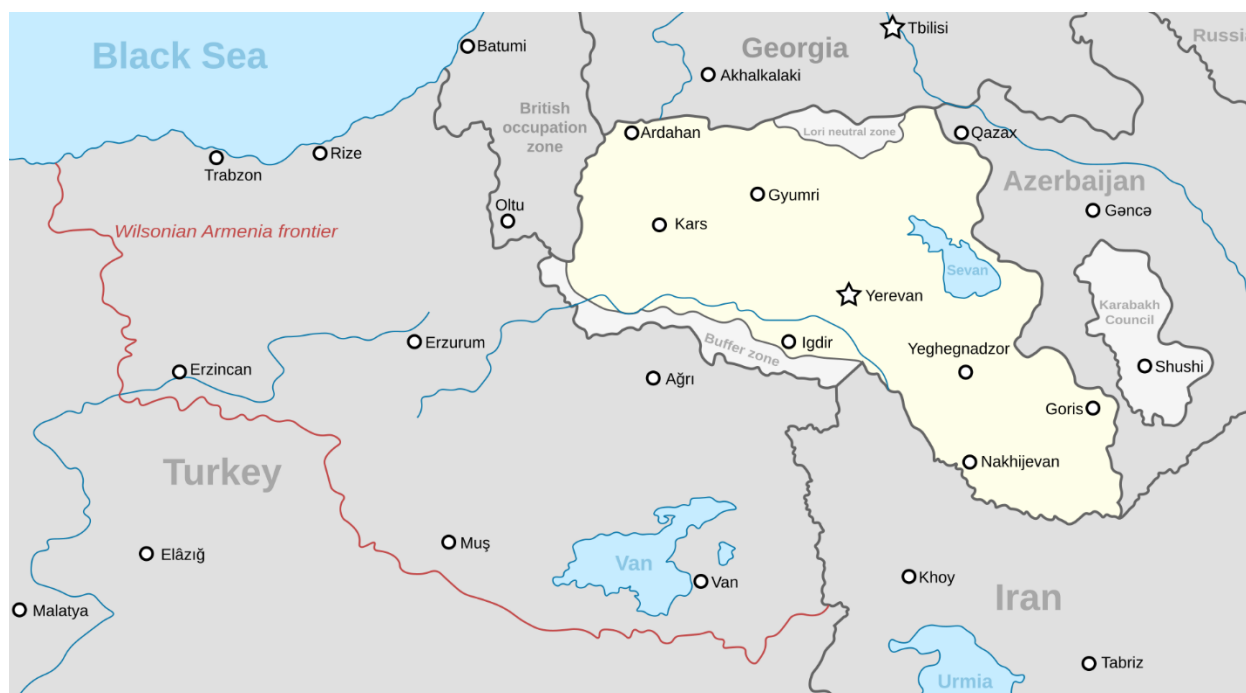 Black Sea
Batumi
Georgia
Tbilisi
Russia
Akhalkalaki
British
occupation
zone
Ardahan
Lori neutral zone
Qazax
Trabzon
Rize
Azerbaijan
Oltu
Gyumri
Gəncə
Wilsonian Armenia frontier
Kars
Sevan
Yerevan
Karabakh
Council
Erzurum
Igdir
Buffer zone
Yeghegnadzor
Shushi
Erzincan
Ağrı
Goris
Turkey
Nakhijevan
Elâzığ
Muş
Van
Van
Khoy
Iran
Malatya
Urmia
Tabriz